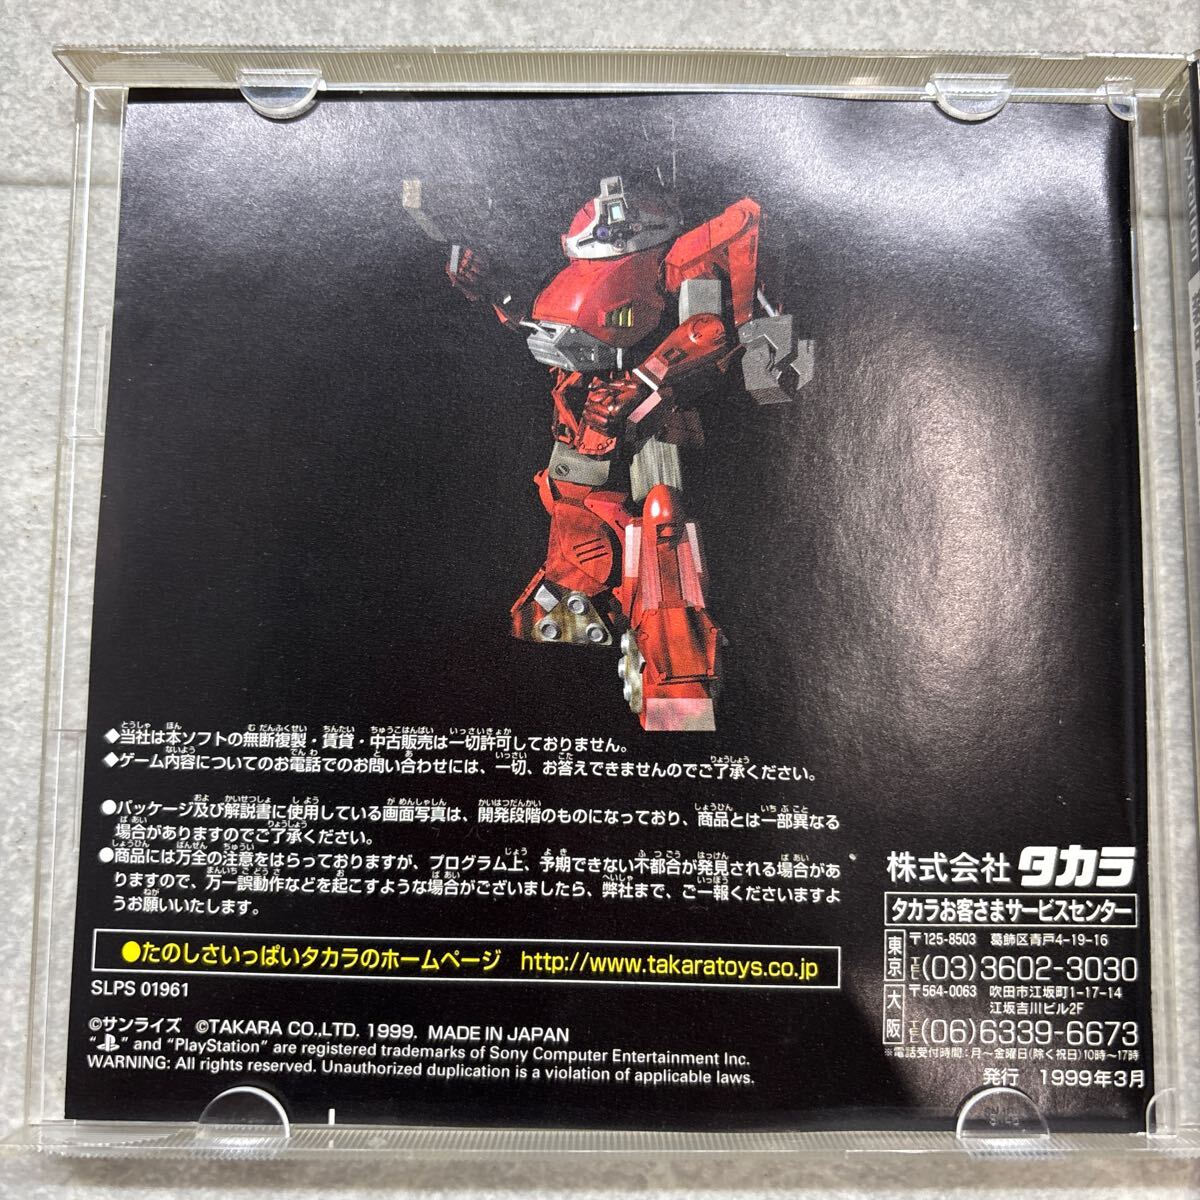 ◆当社は本ソフトの無断複製・賃貸・中古販売は一切許可しておりません。
◆ゲーム内容についてのお電話でのお問い合わせには、一切、お答えできませんのでご了承ください。
●パッケージ及び解説書に使用している画面写真は、開発段階のものになっており、商品とは一部異なる
場合がありますのでご了承ください。
●商品には万全の注意をはらっておりますが、プログラム上、予期できない不都合が発見される場合があ
りますので、万一誤動作などを起こすような場合がございましたら、弊社まで、ご一報くださいますよ
うお願いいたします。
●たのしさいっぱいタカラのホームページ http://www.takaratoys.co.jp
SLPS 01961
©サンライズ ©TAKARA CO.,LTD. 1999. MADE IN JAPAN
" " and "PlayStation" are registered trademarks of Sony Computer Entertainment Inc.
WARNING: All rights reserved. Unauthorized duplication is a violation of applicable laws.
株式会社 タカラ
タカラお客さまサービスセンター
東京 〒125-8503 葛飾区青戸4-19-16
TEL(03)3602-3030
大阪 〒564-0063 吹田市江坂町1-17-14
江坂吉川ビル2F
TEL(06)6339-6673
※電話受付時間:月～金曜日(除く祝日)10時～17時
発行 1999年3月